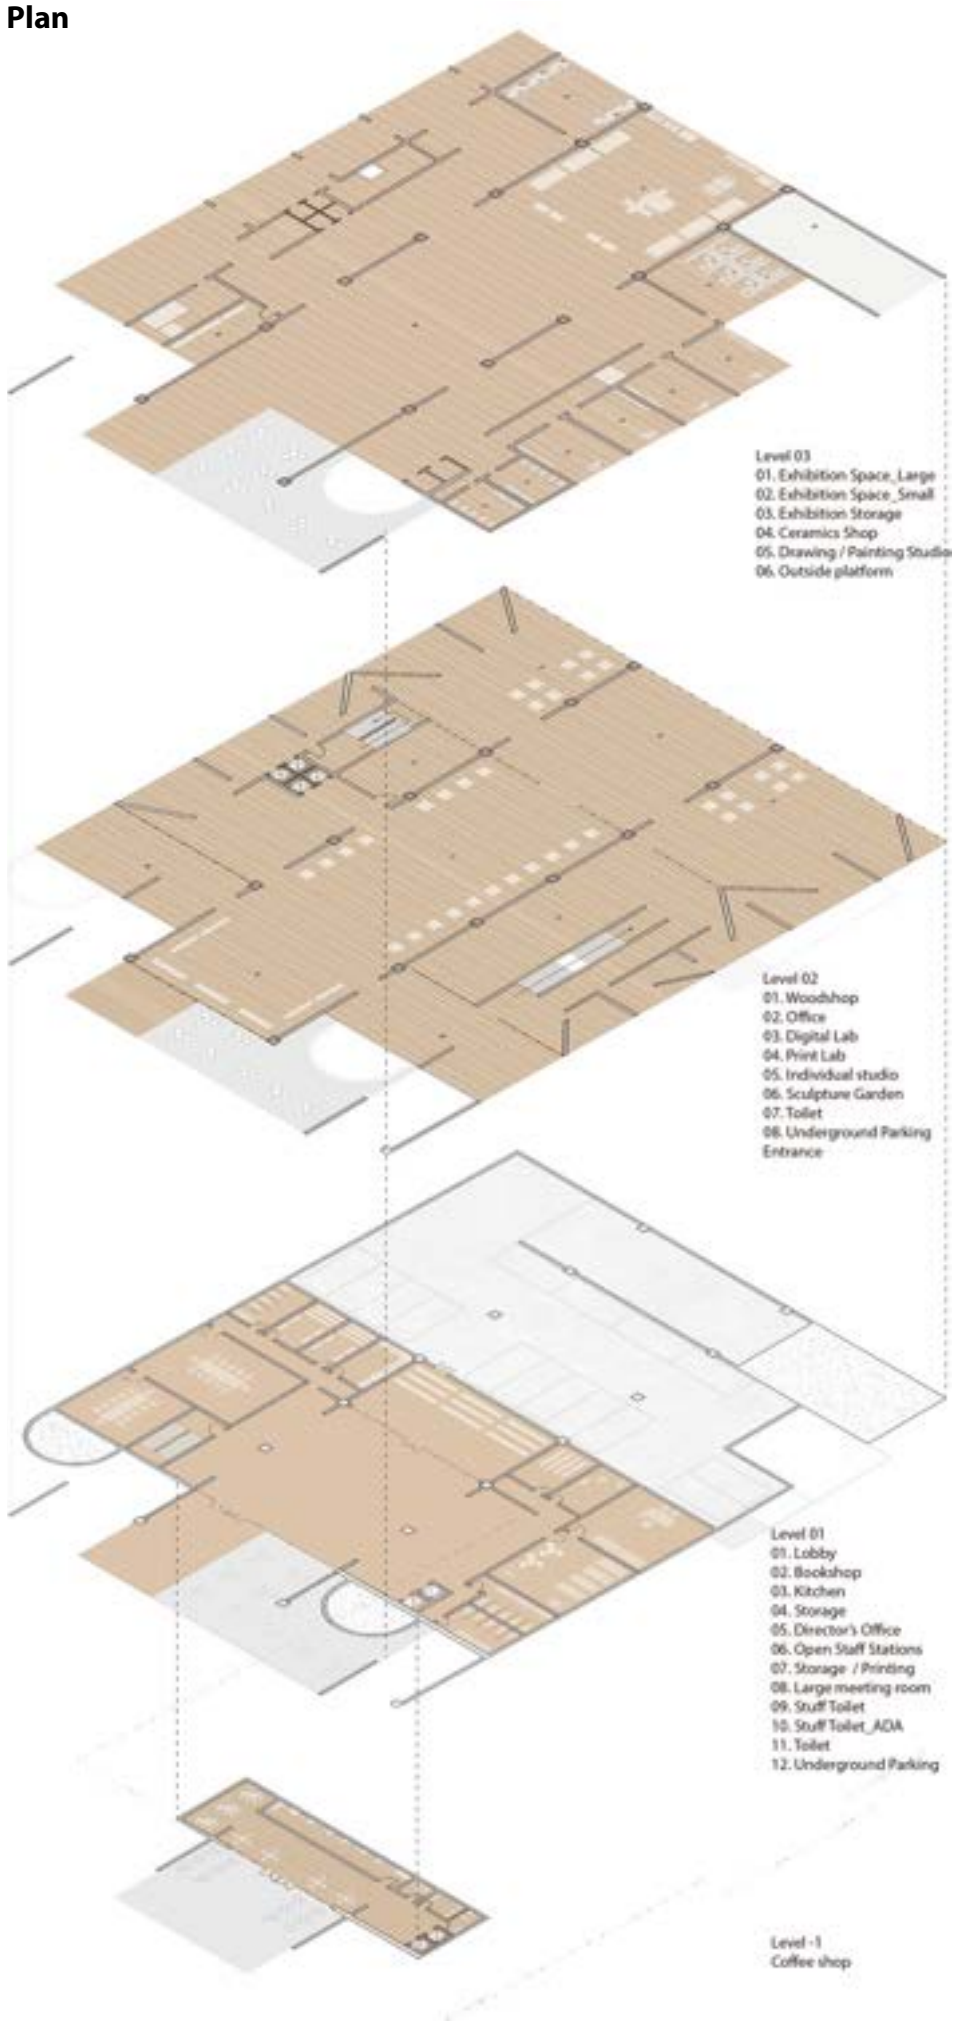 Plan
Level 03
01. Exhibition Space_Large
02. Exhibition Space_Small
03. Exhibition Storage
04. Ceramics Shop
05. Drawing / Painting Studio
06. Outside platform
Level 02
01. Woodshop
02. Office
03. Digital Lab
04. Print Lab
05. Individual studio
06. Sculpture Garden
07. Toilet
08. Underground Parking
Entrance
Level 01
01. Lobby
02. Bookshop
03. Kitchen
04. Storage
05. Director's Office
06. Open Staff Stations
07. Storage / Printing
08. Large meeting room
09. Stuff Toilet
10. Stuff Toilet_ADA
11. Toilet
12. Underground Parking
Level -1
Coffee shop